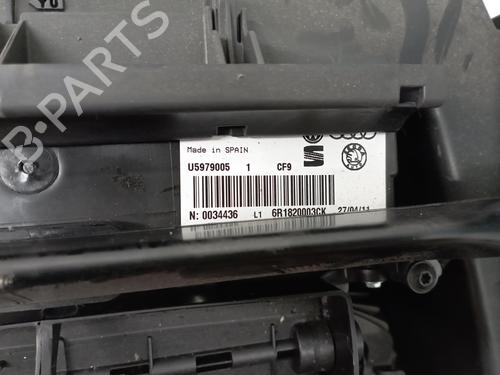 Made in SPAIN
U5979005 1 CF9
N: 0034436 L1 6R1820003CK 27/04/11
B-PARTS